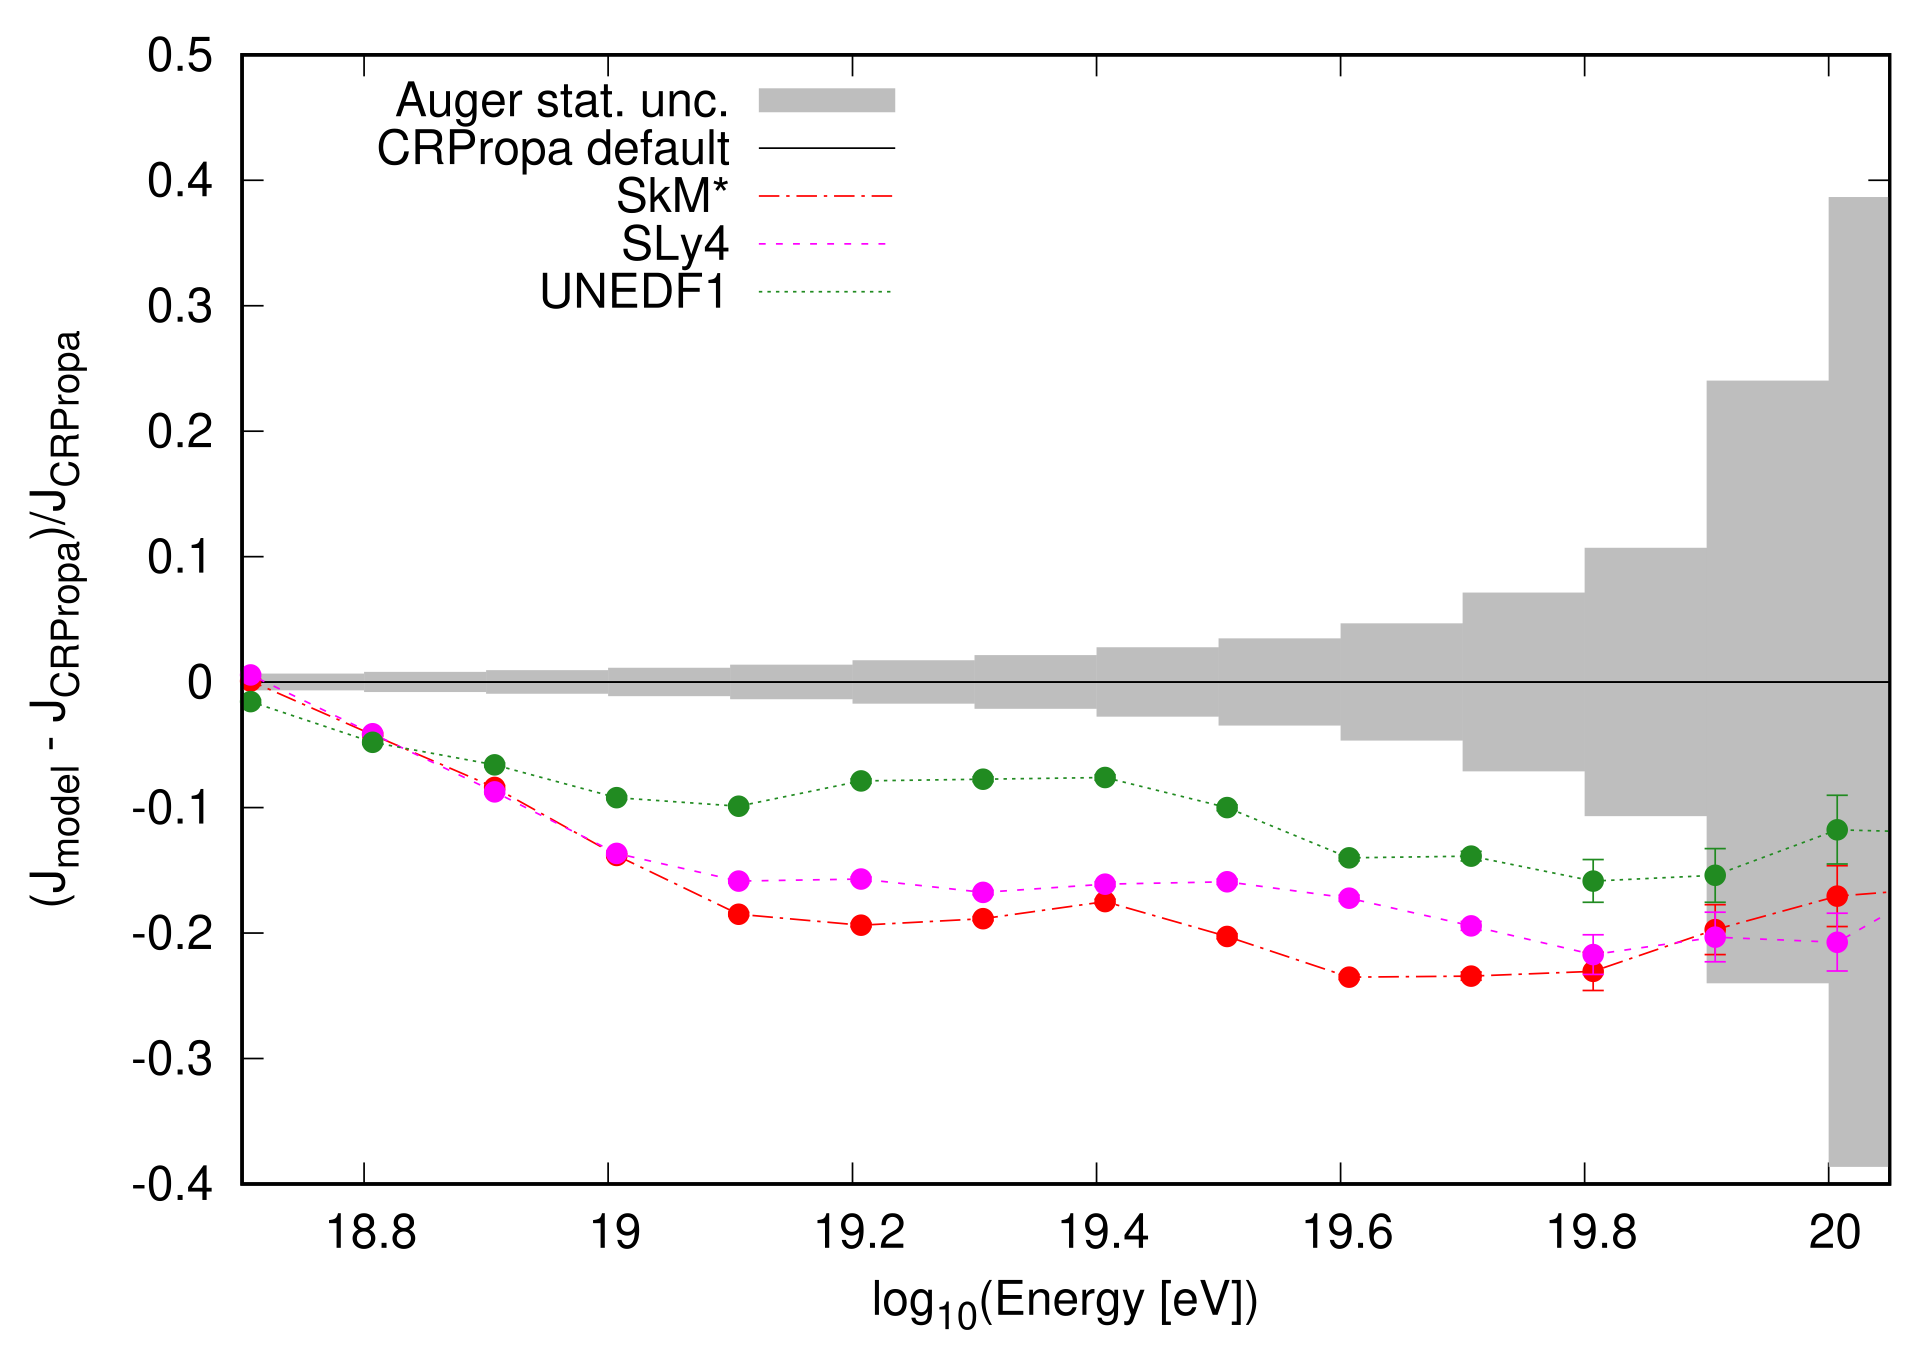 0.5
0.4
0.3
0.2
0.1
0
-0.1
-0.2
-0.3
-0.4
(Jmodel - JCRPropa)/JCRPropa
Auger stat. unc.
CRPropa default
SkM*
SLy4
UNEDF1
18.8 19 19.2 19.4 19.6 19.8 20
log10(Energy [eV])